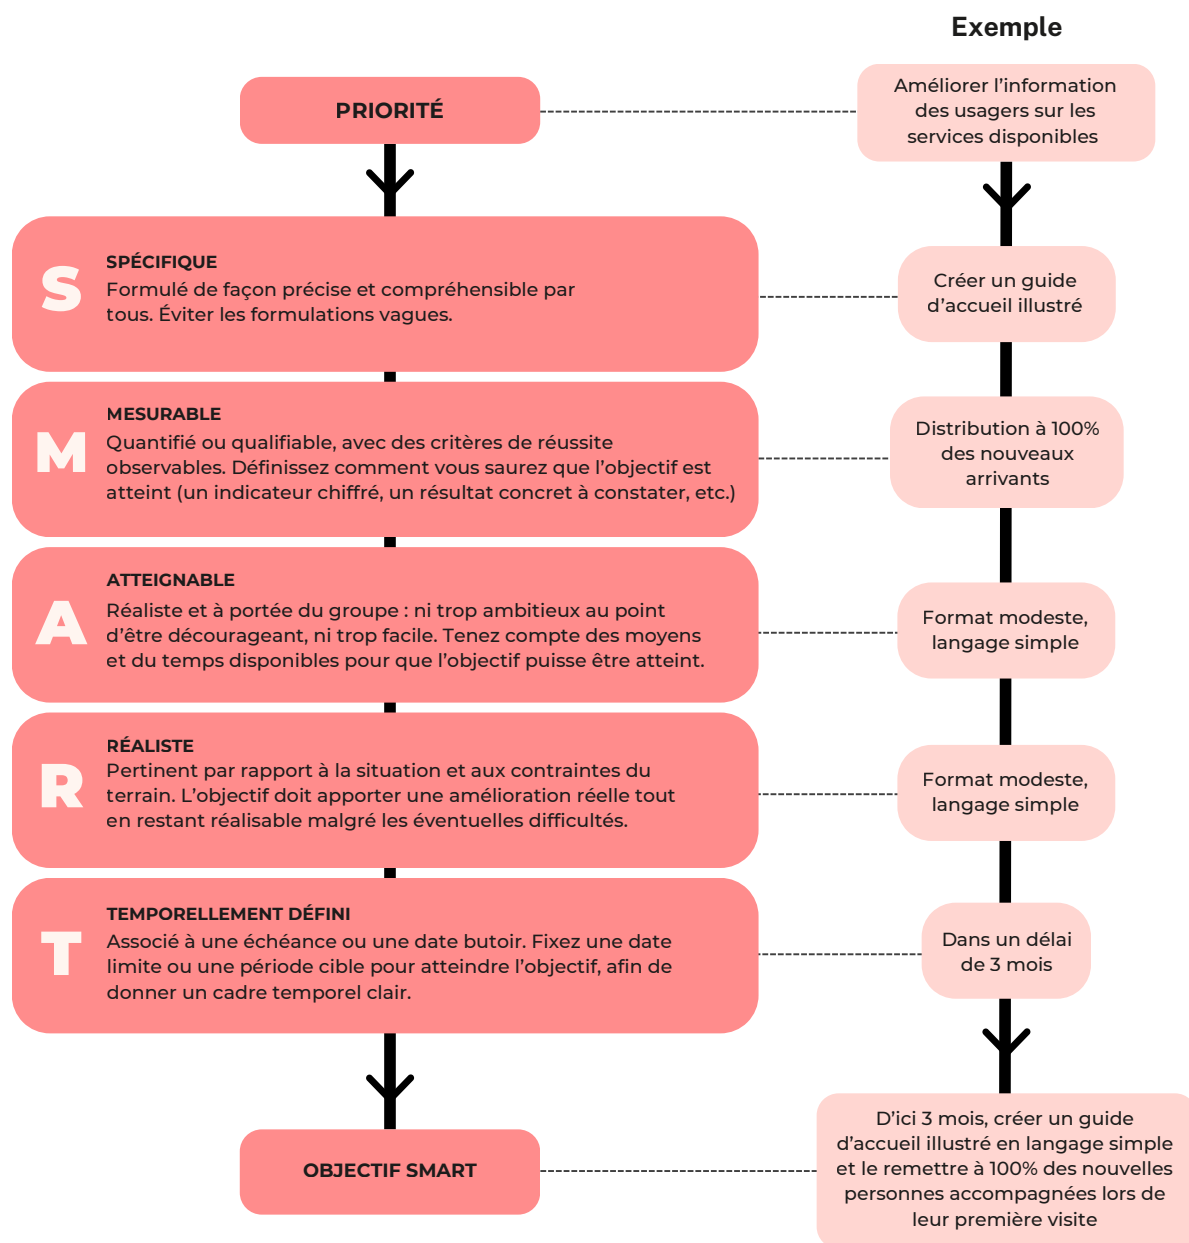 Exemple
PRIORITÉ
Améliorer l’information
des usagers sur les
services disponibles
S
SPÉCIFIQUE
Formulé de façon précise et compréhensible par
tous. Éviter les formulations vagues.
Créer un guide
d’accueil illustré
M
MESURABLE
Quantifié ou qualifiable, avec des critères de réussite
observables. Définissez comment vous saurez que l’objectif est
atteint (un indicateur chiffré, un résultat concret à constater, etc.)
Distribution à 100%
des nouveaux
arrivants
A
ATTEIGNABLE
Réaliste et à portée du groupe : ni trop ambitieux au point
d’être décourageant, ni trop facile. Tenez compte des moyens
et du temps disponibles pour que l’objectif puisse être atteint.
Format modeste,
langage simple
R
RÉALISTE
Pertinent par rapport à la situation et aux contraintes du
terrain. L’objectif doit apporter une amélioration réelle tout
en restant réalisable malgré les éventuelles difficultés.
Format modeste,
langage simple
T
TEMPORELLEMENT DÉFINI
Associé à une échéance ou une date butoir. Fixez une date
limite ou une période cible pour atteindre l’objectif, afin de
donner un cadre temporel clair.
Dans un délai
de 3 mois
OBJECTIF SMART
D’ici 3 mois, créer un guide
d’accueil illustré en langage simple
et le remettre à 100% des nouvelles
personnes accompagnées lors de
leur première visite